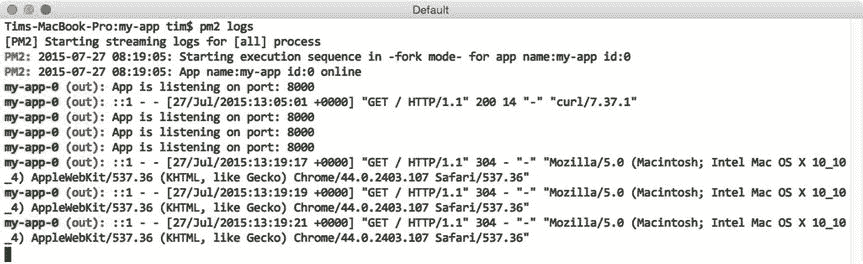 Default
Tims-MacBook-Pro:my-app tim$ pm2 logs
[PM2] Starting streaming logs for [all] process
PM2: 2015-07-27 08:19:05: Starting execution sequence in -fork mode- for app name:my-app id:0
PM2: 2015-07-27 08:19:05: App name:my-app id:0 online
my-app-0 (out): App is listening on port: 8000
my-app-0 (out): ::1 - - [27/Jul/2015:13:05:01 +0000] "GET / HTTP/1.1" 200 14 "-" "curl/7.37.1"
my-app-0 (out): App is listening on port: 8000
my-app-0 (out): App is listening on port: 8000
my-app-0 (out): App is listening on port: 8000
my-app-0 (out): ::1 - - [27/Jul/2015:13:19:17 +0000] "GET / HTTP/1.1" 304 - "-" "Mozilla/5.0 (Macintosh; Intel Mac OS X 10_10
_4) AppleWebKit/537.36 (KHTML, like Gecko) Chrome/44.0.2403.107 Safari/537.36"
my-app-0 (out): ::1 - - [27/Jul/2015:13:19:19 +0000] "GET / HTTP/1.1" 304 - "-" "Mozilla/5.0 (Macintosh; Intel Mac OS X 10_10
_4) AppleWebKit/537.36 (KHTML, like Gecko) Chrome/44.0.2403.107 Safari/537.36"
my-app-0 (out): ::1 - - [27/Jul/2015:13:19:21 +0000] "GET / HTTP/1.1" 304 - "-" "Mozilla/5.0 (Macintosh; Intel Mac OS X 10_10
_4) AppleWebKit/537.36 (KHTML, like Gecko) Chrome/44.0.2403.107 Safari/537.36"